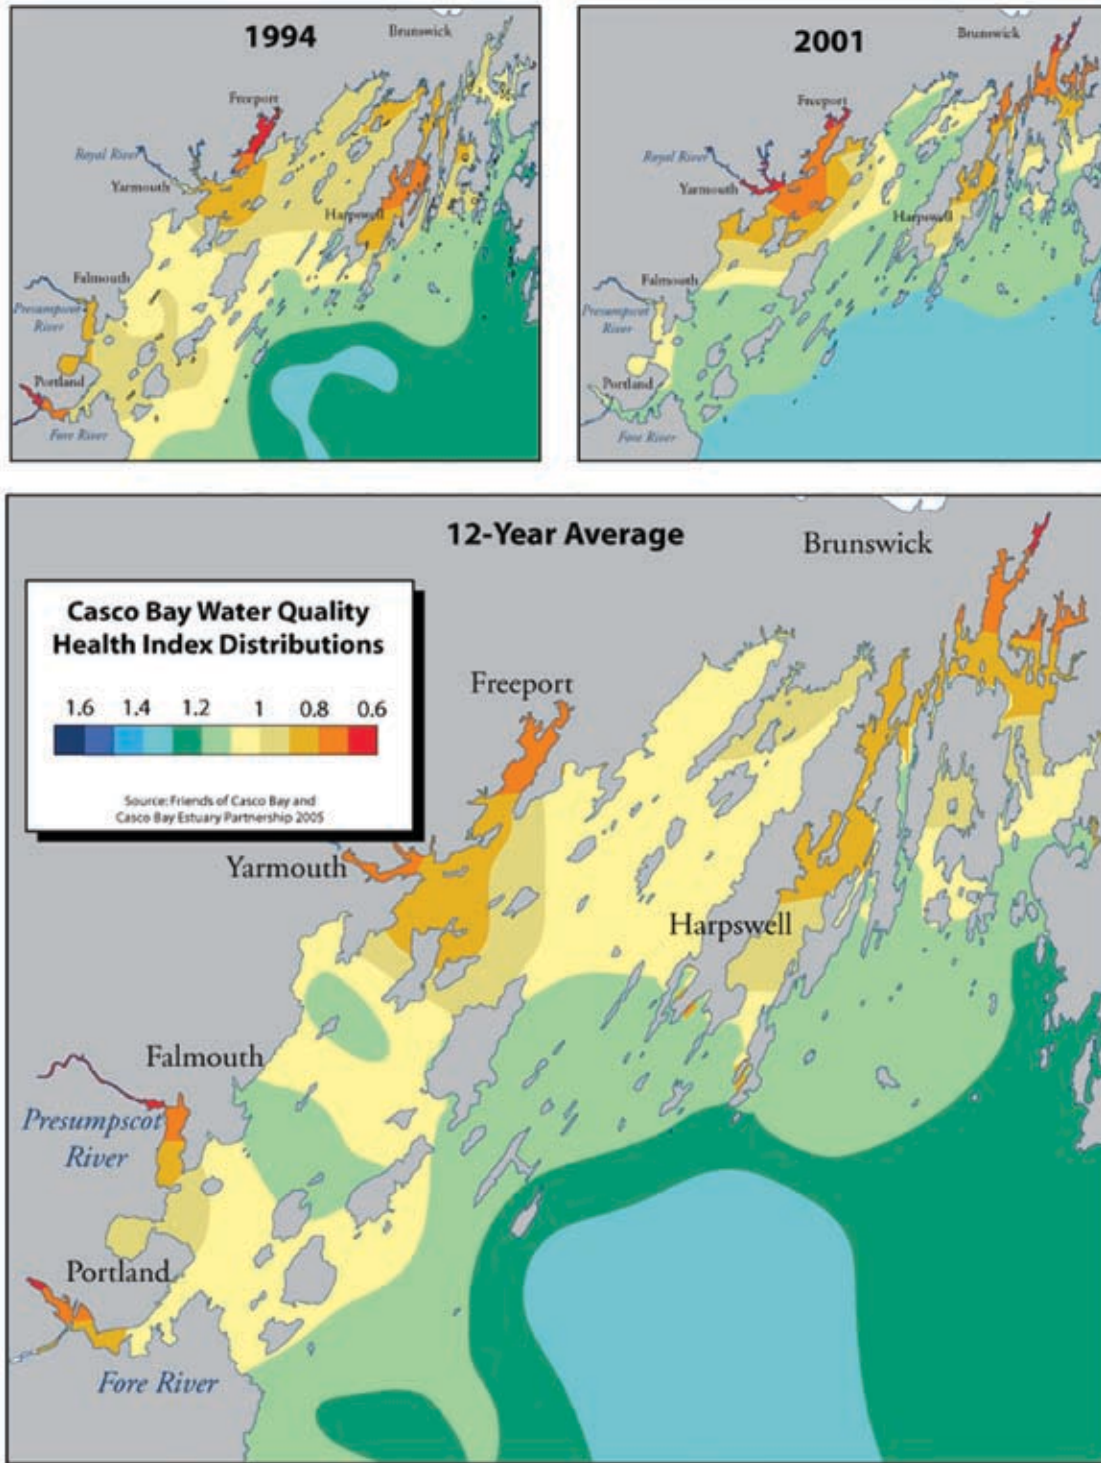 1994
Brunswick
Freeport
Royal River
Yarmouth
Harpswell
Falmouth
Presumpscot
River
Portland
Fore River
2001
Brunswick
Freeport
Royal River
Yarmouth
Harpswell
Falmouth
Presumpscot
River
Portland
Fore River
12-Year Average
Brunswick
Casco Bay Water Quality
Health Index Distributions
1.6 1.4 1.2 1 0.8 0.6
Source: Friends of Casco Bay and
Casco Bay Estuary Partnership 2005
Freeport
Yarmouth
Harpswell
Falmouth
Presumpscot
River
Portland
Fore River